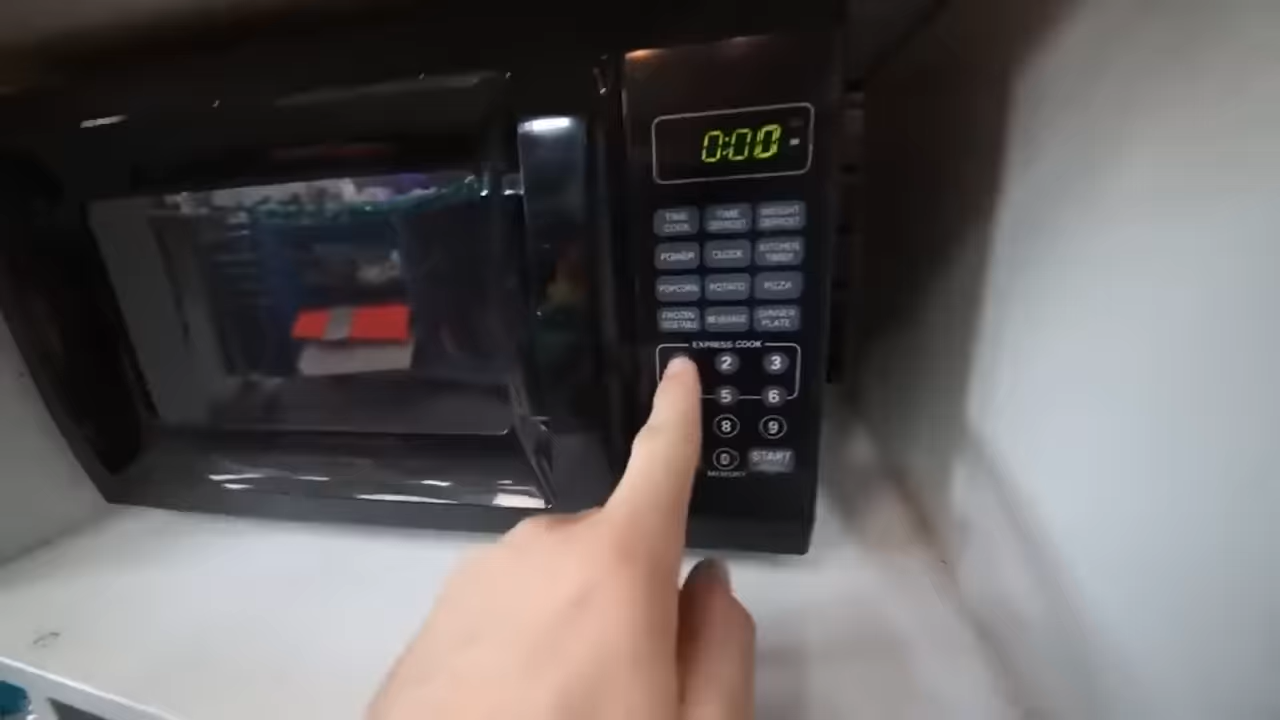 0:00
TIME COOK TIME DEFROST WEIGHT DEFROST
POWER CLOCK KITCHEN TIMER
POPCORN POTATO PIZZA
FROZEN VEGETABLE BEVERAGE DINNER PLATE
EXPRESS COOK
2 3
5 6
8 9
0 START
MEMORY